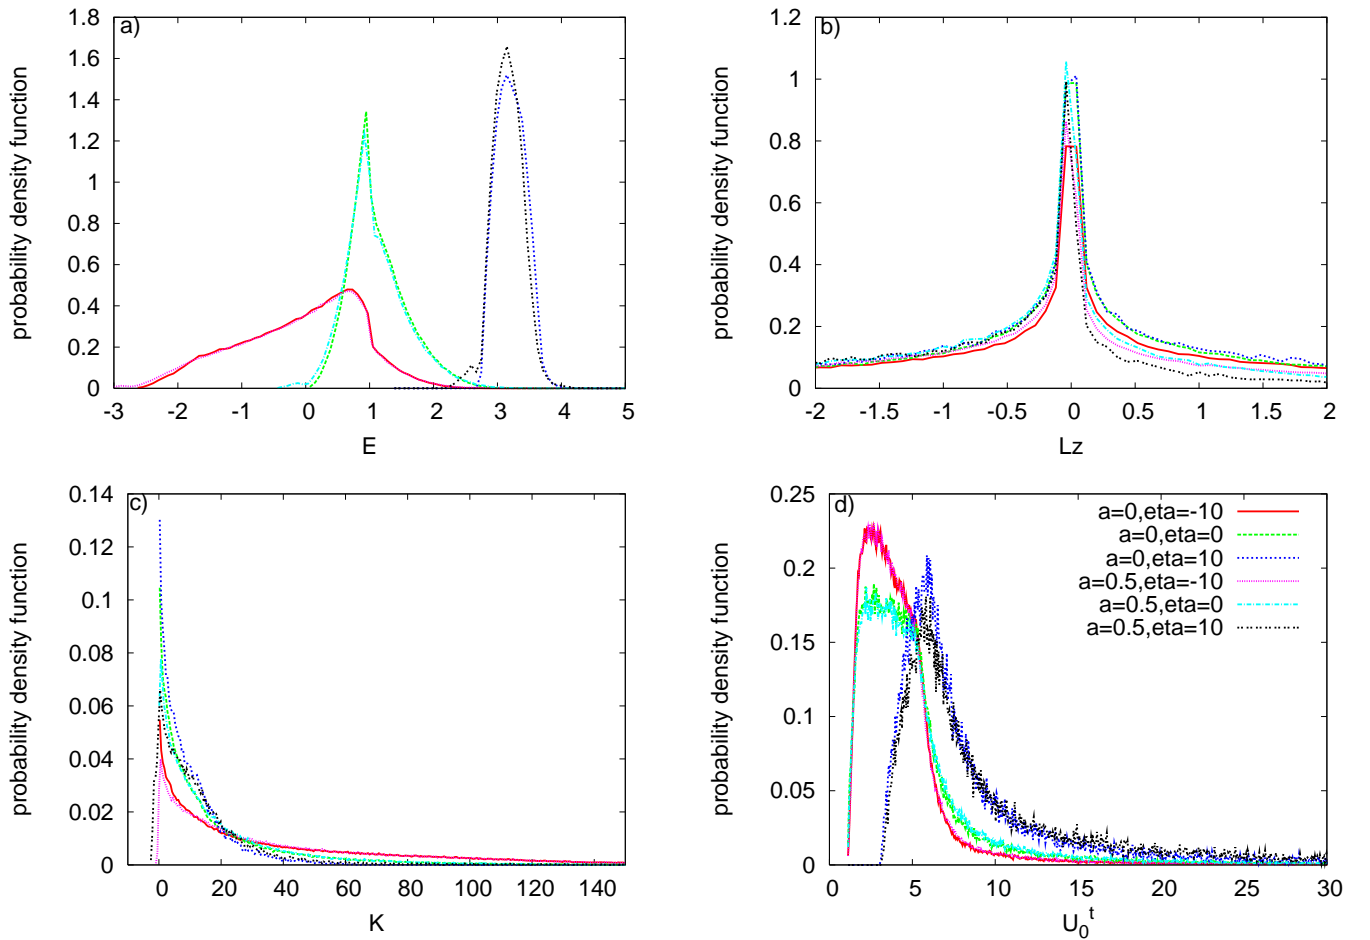 a)
probability density function
1.8
1.6
1.4
1.2
1
0.8
0.6
0.4
0.2
0
-3 -2 -1 0 1 2 3 4 5
E
b)
probability density function
1.2
1
0.8
0.6
0.4
0.2
0
-2 -1.5 -1 -0.5 0 0.5 1 1.5 2
Lz
c)
probability density function
0.14
0.12
0.1
0.08
0.06
0.04
0.02
0
0 20 40 60 80 100 120 140
K
d)
probability density function
0.25
0.2
0.15
0.1
0.05
0
0 5 10 15 20 25 30
U_0^t
a=0,eta=-10
a=0,eta=0
a=0,eta=10
a=0.5,eta=-10
a=0.5,eta=0
a=0.5,eta=10